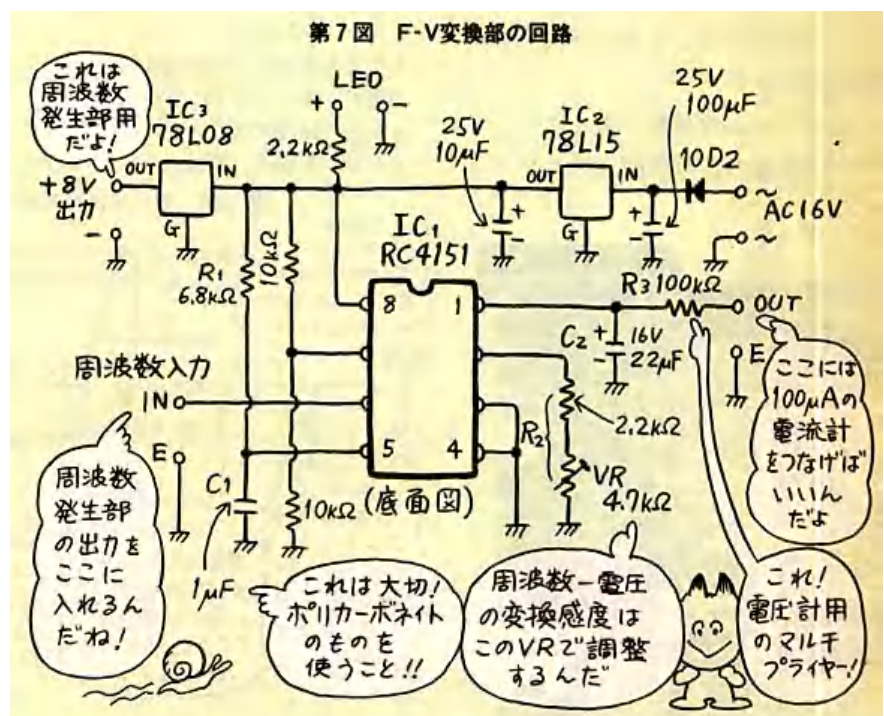 第7図 F-V変換部の回路
これは
周波数
発生部用
だよ!
IC3
78L08
OUT
IN
G
+8V
出力
-
LED
+
-
2.2kΩ
25V
10μF
+
-
IC2
78L15
OUT
IN
G
25V
100μF
+
-
10D2
~
AC16V
~
R1
6.8kΩ
10kΩ
IC1
RC4151
8
1
5
4
(底面図)
R3 100kΩ
OUT
C2
+
-
16V
22μF
E
周波数入力
IN
E
C1
1μF
10kΩ
R2
2.2kΩ
VR
4.7kΩ
ここには
100μAの
電流計
をつなげば
いいん
だよ
周波数
発生部
の出力を
ここに
入れるん
だね!
これは大切!
ポリカーボネイト
のものを
使うこと!!
周波数-電圧
の変換感度は
このVRで調整
するんだ
これ!
電圧計用
のマルチ
プライヤー!